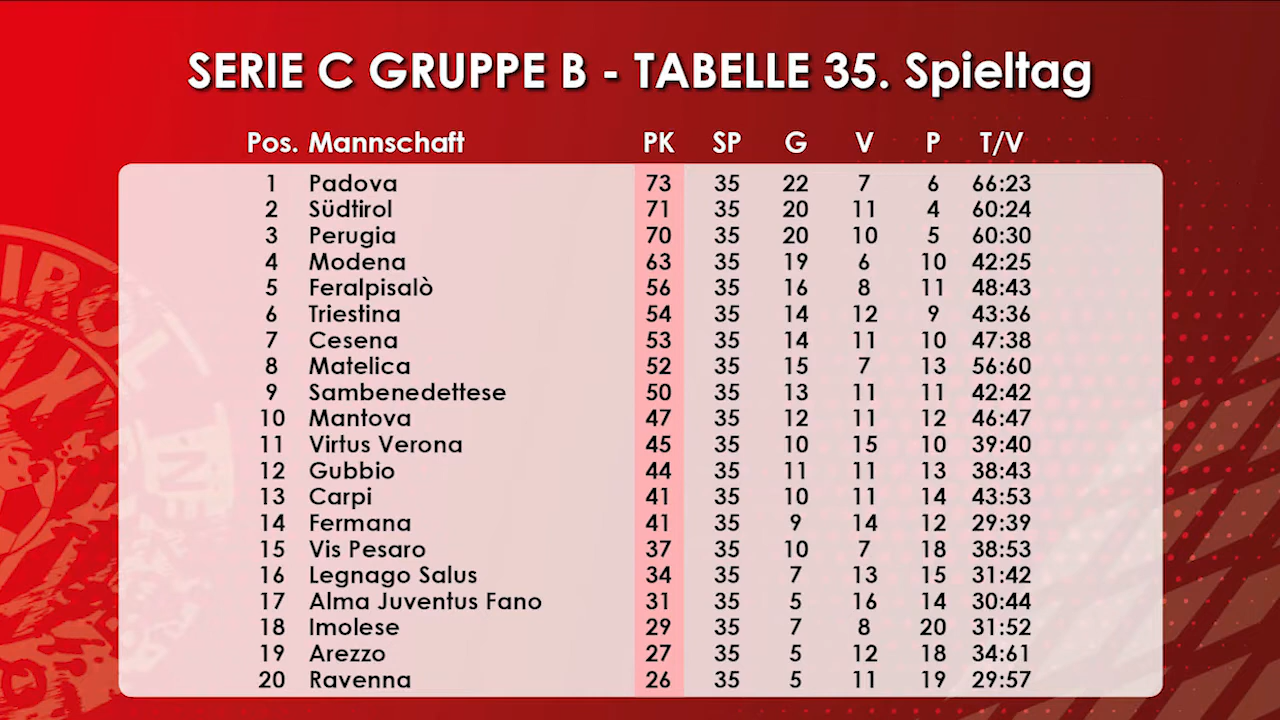 SERIE C GRUPPE B - TABELLE 35. Spieltag
Pos. Mannschaft PK SP G V P T/V
1 Padova 73 35 22 7 6 66:23
2 Südtirol 71 35 20 11 4 60:24
3 Perugia 70 35 20 10 5 60:30
4 Modena 63 35 19 6 10 42:25
5 Feralpisalò 56 35 16 8 11 48:43
6 Triestina 54 35 14 12 9 43:36
7 Cesena 53 35 14 11 10 47:38
8 Matelica 52 35 15 7 13 56:60
9 Sambenedettese 50 35 13 11 11 42:42
10 Mantova 47 35 12 11 12 46:47
11 Virtus Verona 45 35 10 15 10 39:40
12 Gubbio 44 35 11 11 13 38:43
13 Carpi 41 35 10 11 14 43:53
14 Fermana 41 35 9 14 12 29:39
15 Vis Pesaro 37 35 10 7 18 38:53
16 Legnago Salus 34 35 7 13 15 31:42
17 Alma Juventus Fano 31 35 5 16 14 30:44
18 Imolese 29 35 7 8 20 31:52
19 Arezzo 27 35 5 12 18 34:61
20 Ravenna 26 35 5 11 19 29:57